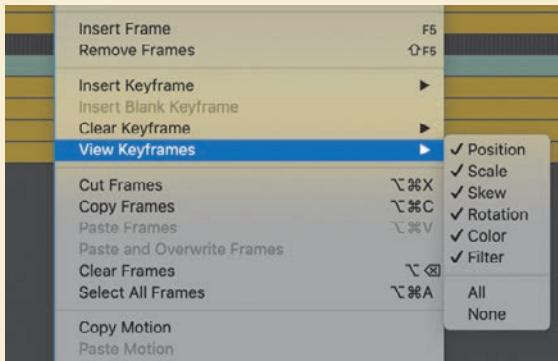 Insert Frame F5
Remove Frames ⇧F5
Insert Keyframe ▶
Insert Blank Keyframe
Clear Keyframe ▶
View Keyframes ▶
✓ Position
✓ Scale
✓ Skew
✓ Rotation
✓ Color
✓ Filter
All
None
Cut Frames ⌥⌘X
Copy Frames ⌥⌘C
Paste Frames ⌥⌘V
Paste and Overwrite Frames
Clear Frames ⌥⌫
Select All Frames ⌥⌘A
Copy Motion
Paste Motion